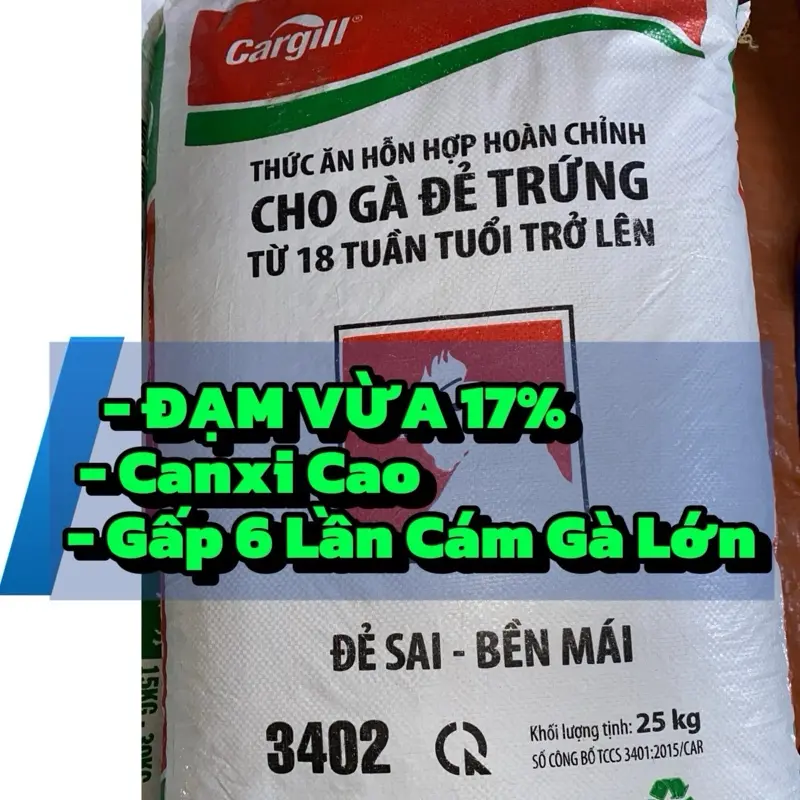 Cargill®
THỨC ĂN HỖN HỢP HOÀN CHỈNH
CHO GÀ ĐẺ TRỨNG
TỪ 18 TUẦN TUỔI TRỞ LÊN
- ĐẠM VỪA 17%
- Canxi Cao
- Gấp 6 Lần Cám Gà Lớn
ĐẺ SAI - BỀN MÁI
3402
Khối lượng tịnh: 25 kg
SỐ CÔNG BỐ TCCS 3401:2015/CAR
15KG - 30KG